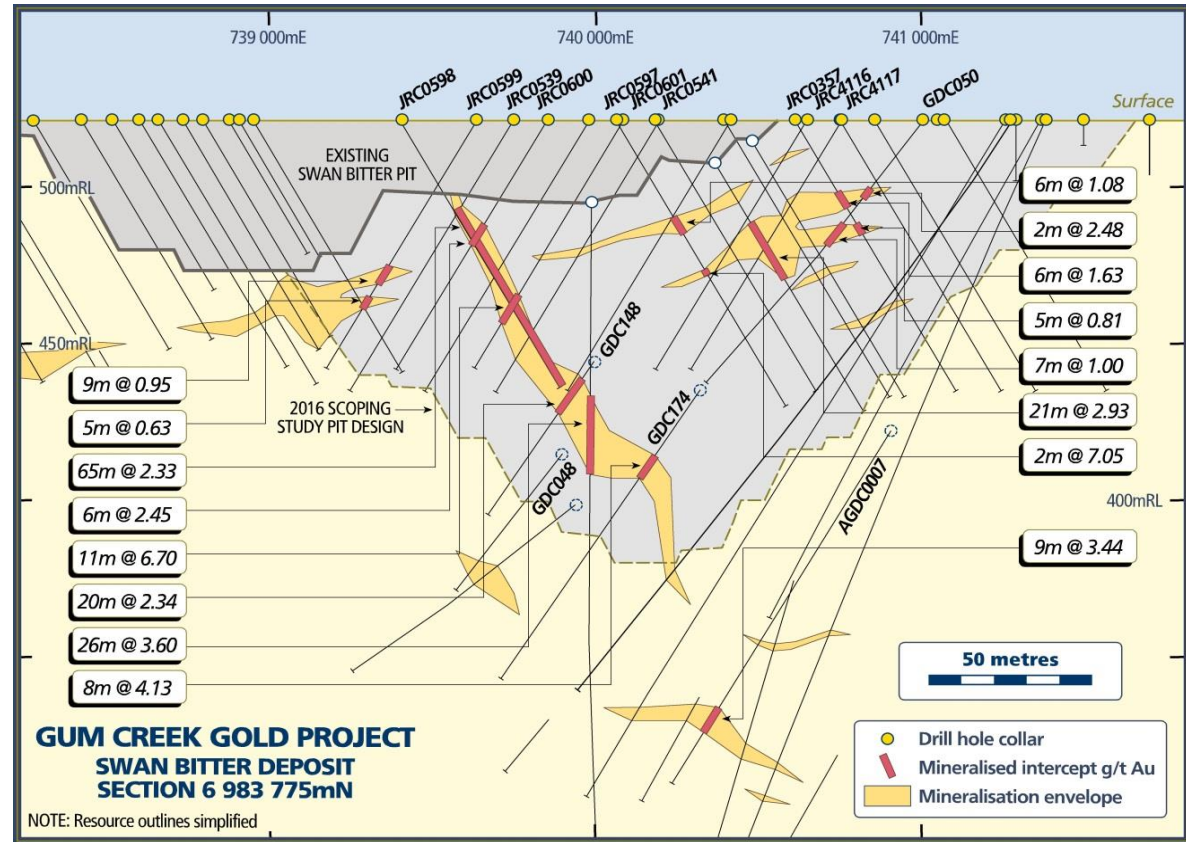 739 000mE
740 000mE
741 000mE
JRC0598
JRC0599
JRC0539
JRC0600
JRC0597
JRC0601
JRC0541
JRC0357
JRC4116
JRC4117
GDC050
Surface
EXISTING
SWAN BITTER PIT
500mRL
450mRL
400mRL
6m @ 1.08
2m @ 2.48
6m @ 1.63
5m @ 0.81
7m @ 1.00
21m @ 2.93
2m @ 7.05
9m @ 3.44
9m @ 0.95
5m @ 0.63
65m @ 2.33
6m @ 2.45
11m @ 6.70
20m @ 2.34
26m @ 3.60
8m @ 4.13
2016 SCOPING
STUDY PIT DESIGN
GDC148
GDC174
GDC048
AGDC0007
50 metres
GUM CREEK GOLD PROJECT
SWAN BITTER DEPOSIT
SECTION 6 983 775mN
NOTE: Resource outlines simplified
Drill hole collar
Mineralised intercept g/t Au
Mineralisation envelope